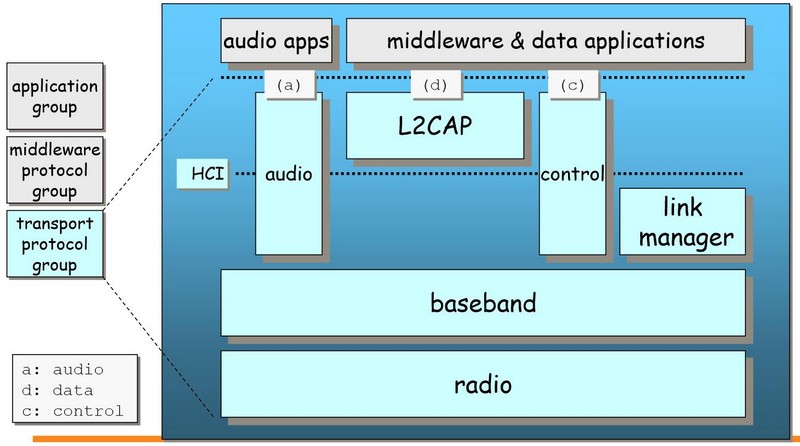 audio apps
middleware & data applications
application
group
(a)
(d)
(c)
L2CAP
middleware
protocol
group
HCI
audio
control
link
manager
transport
protocol
group
baseband
radio
a: audio
d: data
c: control